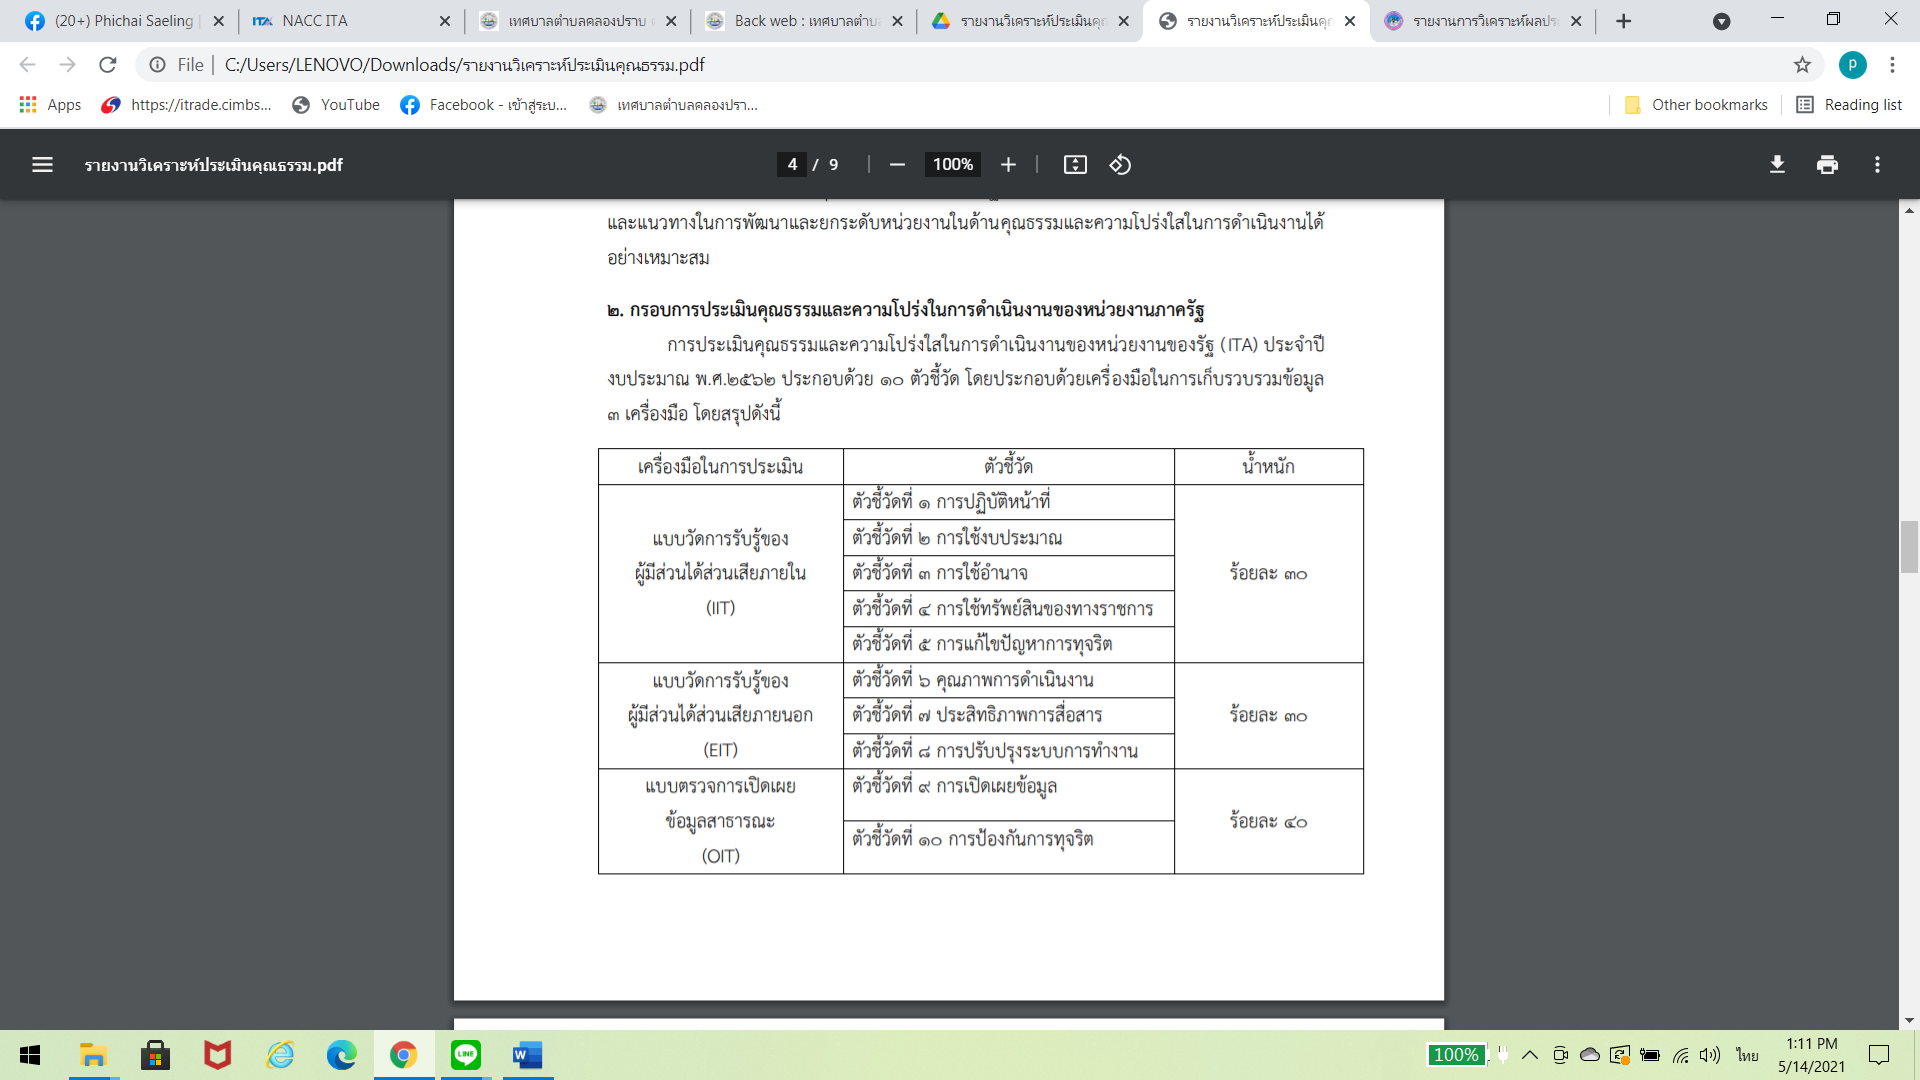 (20+) Phichai Saeling
NACC ITA
เทศบาลตำบลคลองปราบ
Back web : เทศบาลตำบ
รายงานวิเคราะห์ประเมินคุ
รายงานวิเคราะห์ประเมินคุ
รายงานการวิเคราะห์ผลประ
File
C:/Users/LENOVO/Downloads/รายงานวิเคราะห์ประเมินคุณธรรม.pdf
p
Apps
https://itrade.cimbs...
YouTube
Facebook - เข้าสู่ระบ...
เทศบาลตำบลคลองปรา...
Other bookmarks
Reading list
รายงานวิเคราะห์ประเมินคุณธรรม.pdf
4 / 9
100%
และแนวทางในการพัฒนาและยกระดับหน่วยงานในด้านคุณธรรมและความโปร่งใสในการดำเนินงานได้
อย่างเหมาะสม
๒. กรอบการประเมินคุณธรรมและความโปร่งในการดำเนินงานของหน่วยงานภาครัฐ
การประเมินคุณธรรมและความโปร่งใสในการดำเนินงานของหน่วยงานของรัฐ (ITA) ประจำปี
งบประมาณ พ.ศ.๒๕๖๒ ประกอบด้วย ๑๐ ตัวชี้วัด โดยประกอบด้วยเครื่องมือในการเก็บรวบรวมข้อมูล
๓ เครื่องมือ โดยสรุปดังนี้
เครื่องมือในการประเมิน
ตัวชี้วัด
น้ำหนัก
แบบวัดการรับรู้ของ
ผู้มีส่วนได้ส่วนเสียภายใน
(IIT)
ตัวชี้วัดที่ ๑ การปฏิบัติหน้าที่
ตัวชี้วัดที่ ๒ การใช้งบประมาณ
ตัวชี้วัดที่ ๓ การใช้อำนาจ
ตัวชี้วัดที่ ๔ การใช้ทรัพย์สินของทางราชการ
ตัวชี้วัดที่ ๕ การแก้ไขปัญหาการทุจริต
ร้อยละ ๓๐
แบบวัดการรับรู้ของ
ผู้มีส่วนได้ส่วนเสียภายนอก
(EIT)
ตัวชี้วัดที่ ๖ คุณภาพการดำเนินงาน
ตัวชี้วัดที่ ๗ ประสิทธิภาพการสื่อสาร
ตัวชี้วัดที่ ๘ การปรับปรุงระบบการทำงาน
ร้อยละ ๓๐
แบบตรวจการเปิดเผย
ข้อมูลสาธารณะ
(OIT)
ตัวชี้วัดที่ ๙ การเปิดเผยข้อมูล
ตัวชี้วัดที่ ๑๐ การป้องกันการทุจริต
ร้อยละ ๔๐
100%
ไทย
1:11 PM
5/14/2021